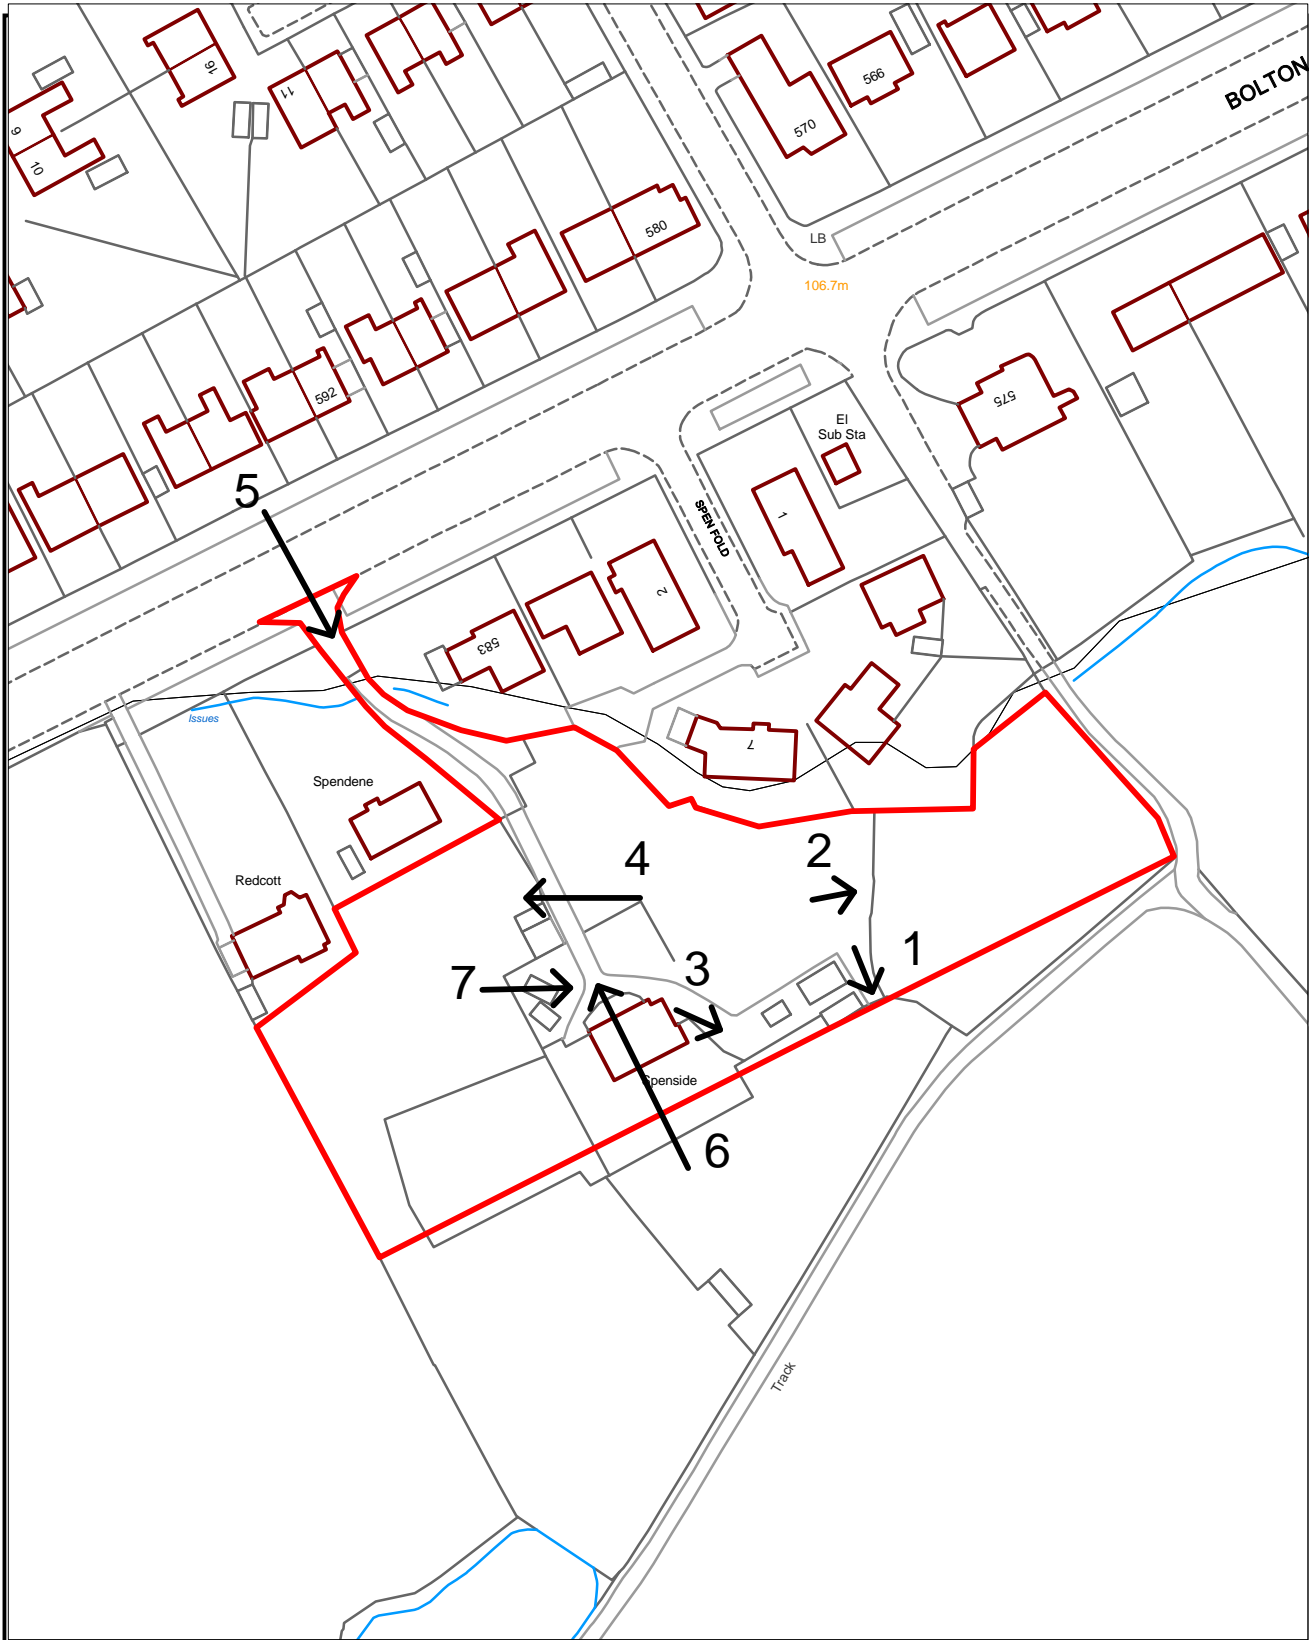 16
11
9
10
566
570
BOLTON
580
LB
106.7m
592
575
El
Sub Sta
5
1
SPEN FOLD
2
583
Issues
7
Spendene
4
2
Redcott
1
3
7
Spenside
6
Track